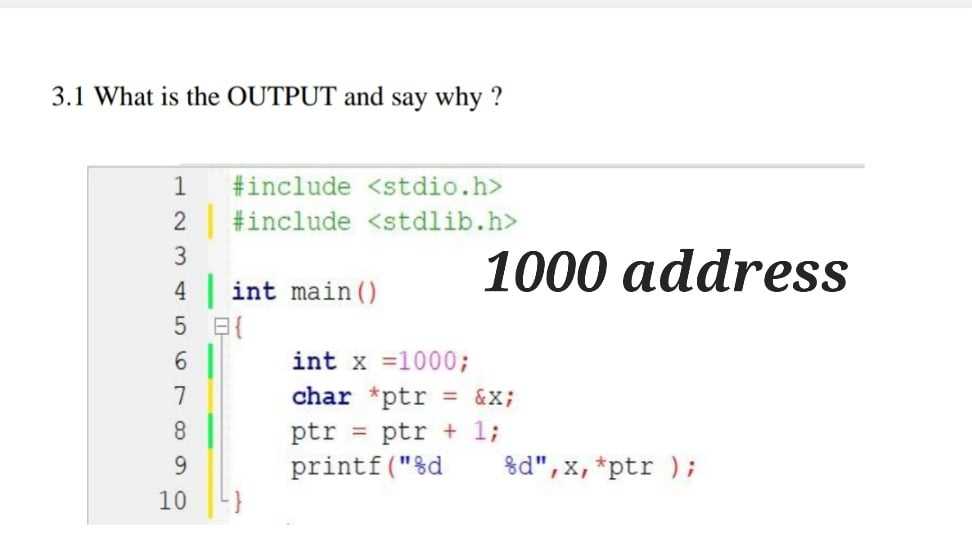 3.1 What is the OUTPUT and say why ?
1 #include <stdio.h>
2 #include <stdlib.h>
3
1000 address
4 int main()
5 {
6 int x =1000;
7 char *ptr = &x;
8 ptr = ptr + 1;
9 printf("%d    %d",x,*ptr );
10 }